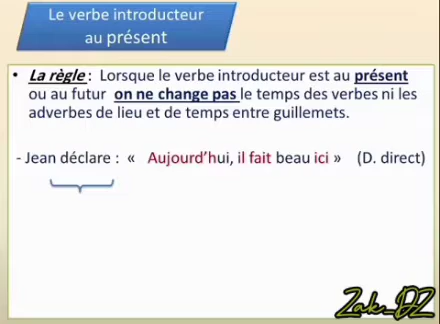 Le verbe introducteur
au présent
• La règle : Lorsque le verbe introducteur est au présent
ou au futur on ne change pas le temps des verbes ni les
adverbes de lieu et de temps entre guillemets.
- Jean déclare : « Aujourd'hui, il fait beau ici » (D. direct)
Zak_DZ